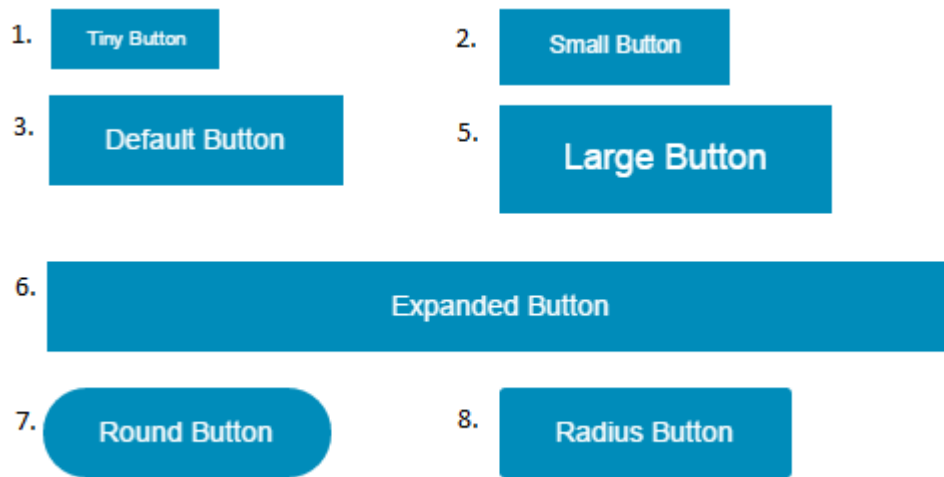 1. Tiny Button
2. Small Button
3. Default Button
5. Large Button
6. Expanded Button
7. Round Button
8. Radius Button